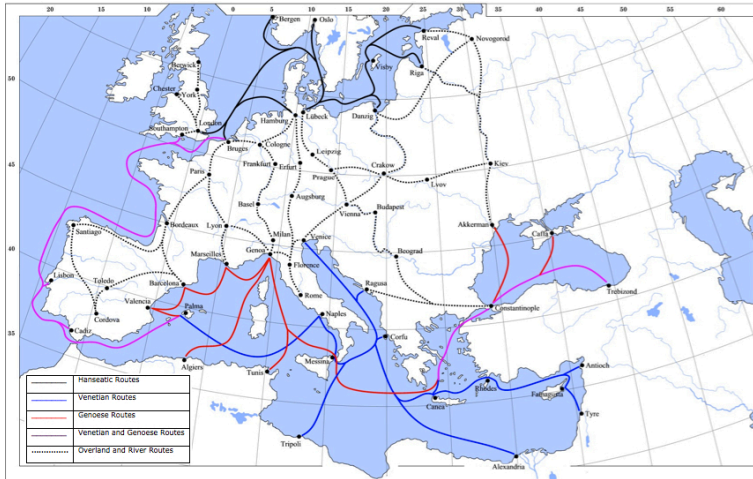 5
0
5
10
15
20
25
30
35
40
45
50
55
60
Bergen
Oslo
Reval
Novogorod
Visby
Riga
Berwick
Chester
York
50
London
Southampton
Hamburg
Lübeck
Danzig
Bruges
Cologne
Leipzig
Paris
Frankfurt
Erfurt
Prague
Crakow
Kiev
Lvov
45
Augsburg
Basel
Vienna
Budapest
Santiago
Bordeaux
Lyon
Milan
Venice
Akkerman
Caffa
Genoa
Marseilles
Florence
Beograd
40
Lisbon
Toledo
Barcelona
Trebizond
Valencia
Palma
Rome
Ragusa
Constantinople
Cordova
Naples
35
Cadiz
Corfu
Algiers
Tunis
Messina
Antioch
Rhodes
Canea
Famagusta
Tyre
Tripoli
Alexandria
Hanseatic Routes
Venetian Routes
Genoese Routes
Venetian and Genoese Routes
Overland and River Routes